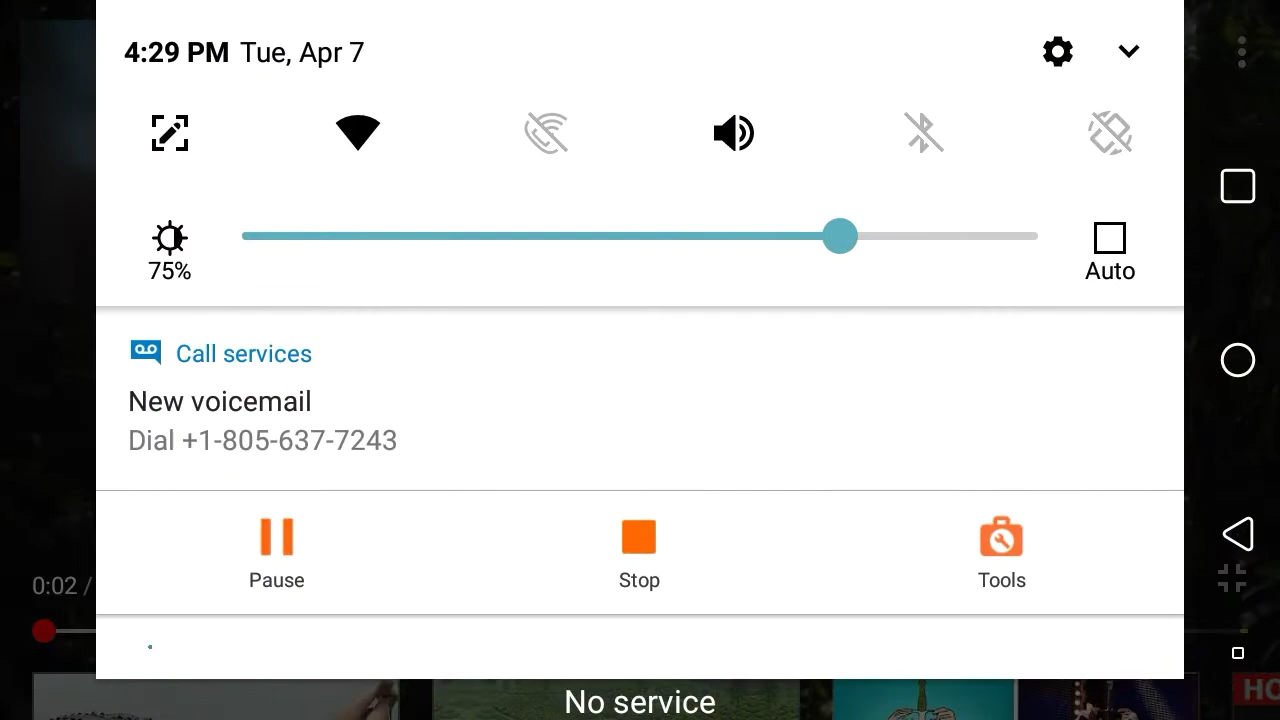 4:29 PM Tue, Apr 7
75%
Auto
Call services
New voicemail
Dial +1-805-637-7243
Pause
Stop
Tools
0:02 /
HO
No service